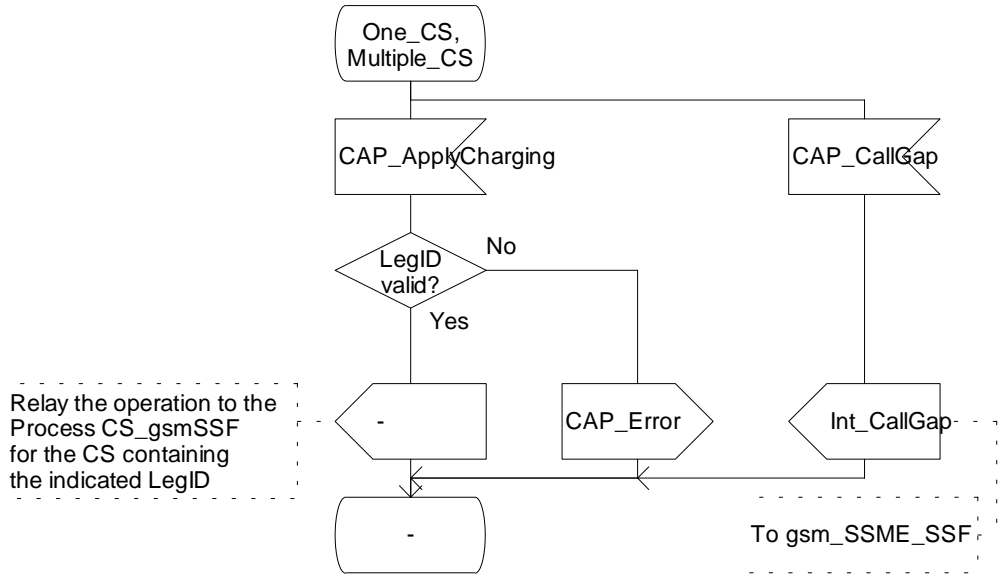 One_CS,
Multiple_CS
CAP_ApplyCharging
CAP_CallGap
LegID
valid?
No
Yes
Relay the operation to the
Process CS_gsmSSF
for the CS containing
the indicated LegID
-
CAP_Error
Int_CallGap
-
To gsm_SSME_SSF